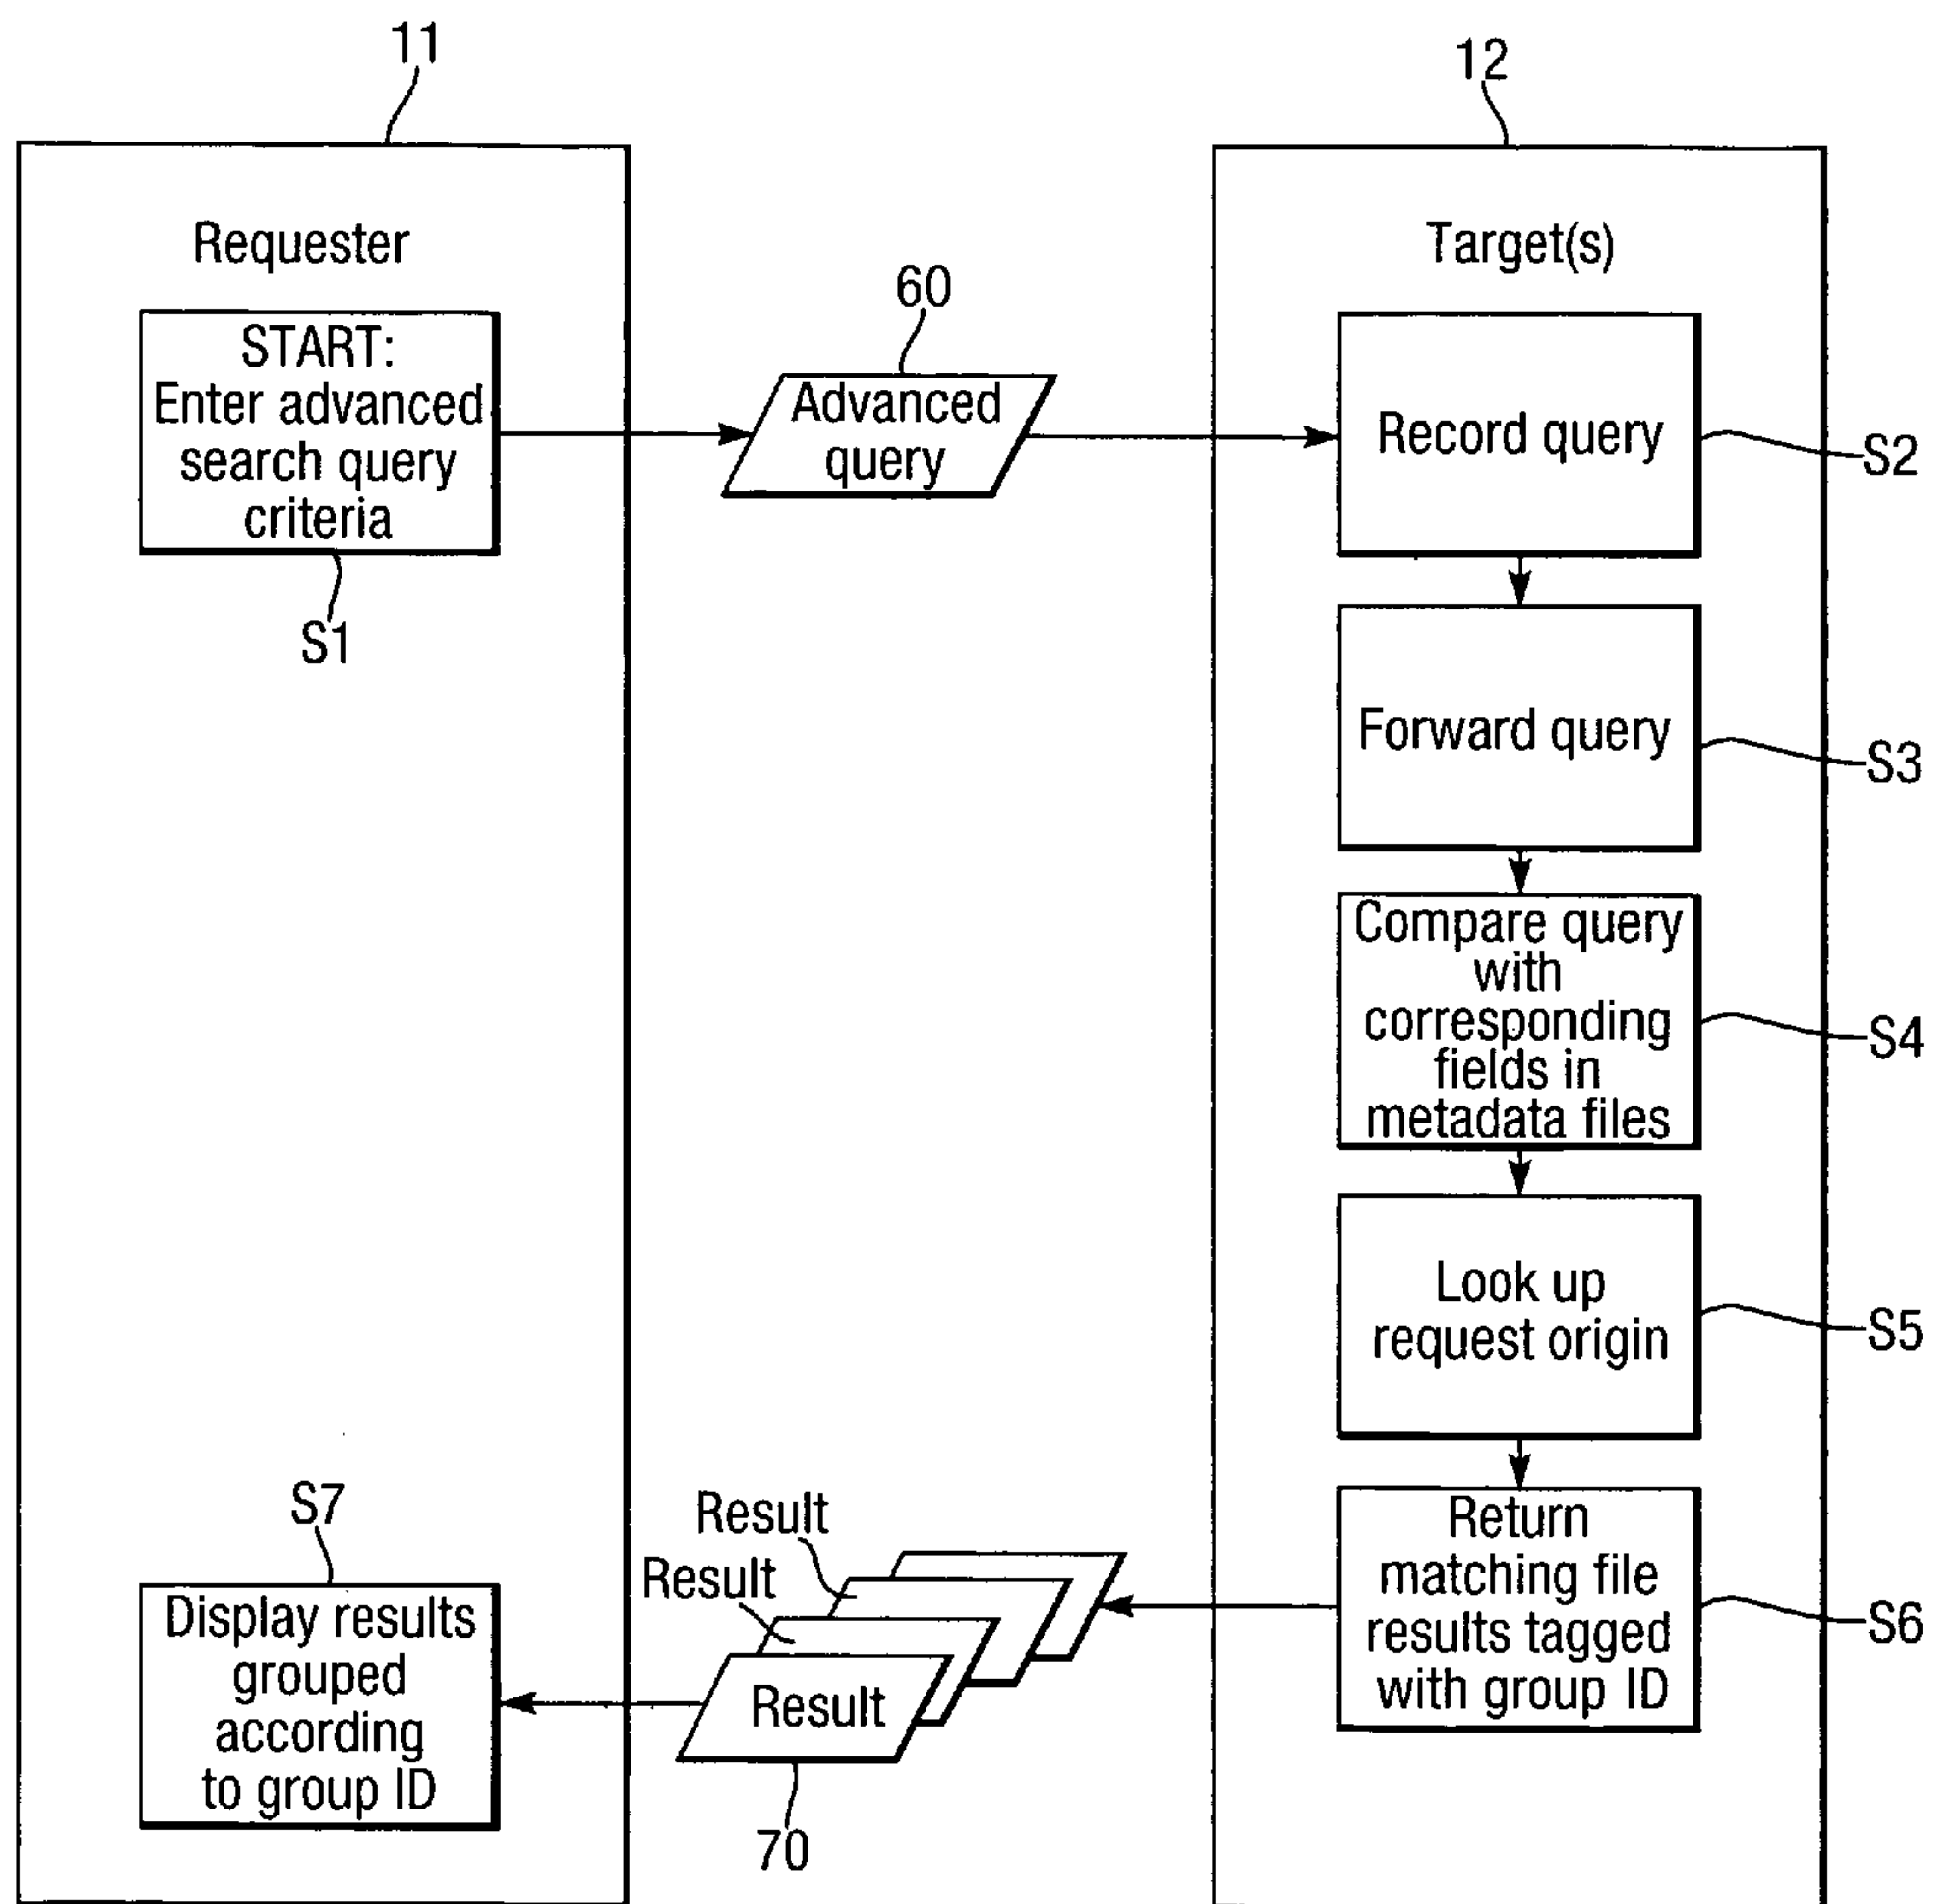 11
12
Requester
Target(s)
60
START:
Enter advanced
search query
criteria
S1
Advanced
query
Record query
S2
Forward query
S3
Compare query
with
corresponding
fields in
metadata files
S4
Look up
request origin
S5
Return
matching file
results tagged
with group ID
S6
Result
Result
Result
70
S7
Display results
grouped
according
to group ID